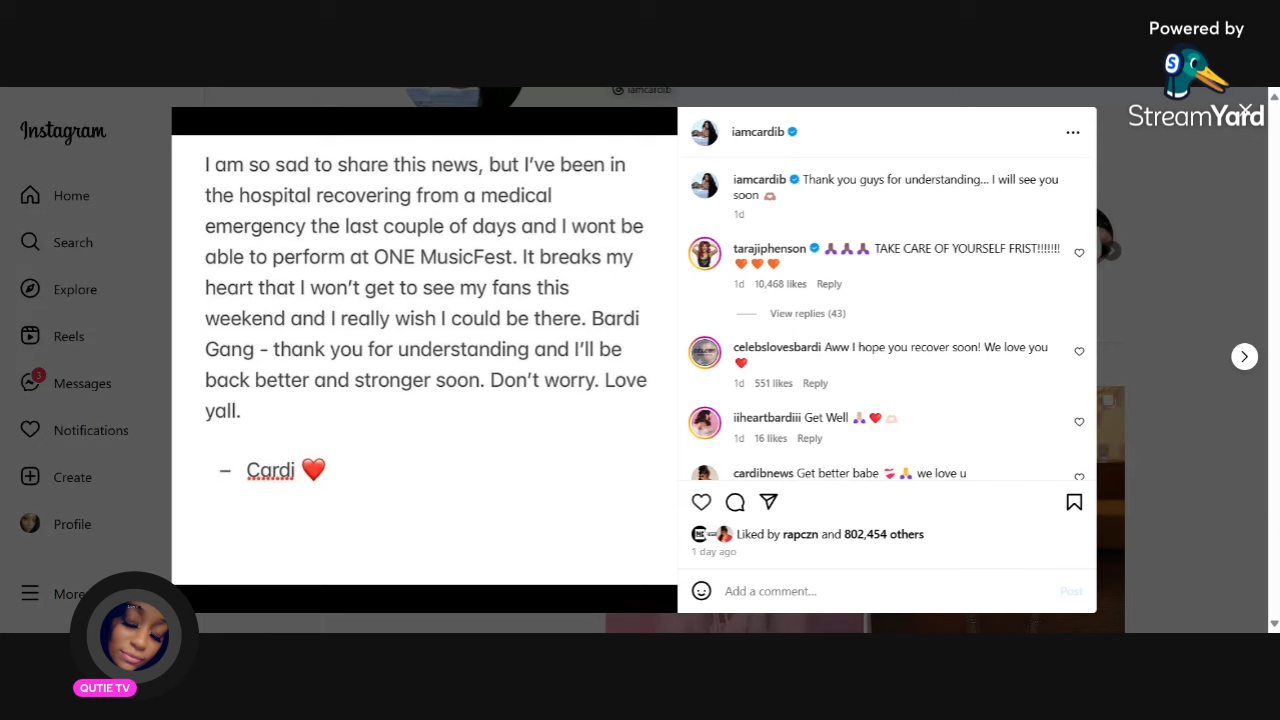 Powered by
StreamYard
Instagram
Home
Search
Explore
Reels
3
Messages
Notifications
Create
Profile
More
iamcardib
I am so sad to share this news, but I've been in
the hospital recovering from a medical
emergency the last couple of days and I wont be
able to perform at ONE MusicFest. It breaks my
heart that I won't get to see my fans this
weekend and I really wish I could be there. Bardi
Gang - thank you for understanding and I'll be
back better and stronger soon. Don't worry. Love
yall.
– Cardi ❤️
iamcardib
iamcardib Thank you guys for understanding... I will see you
soon 🫶🏽
1d
tarajiphenson 🙏🏾🙏🏾🙏🏾 TAKE CARE OF YOURSELF FRIST!!!!!!!
🧡🧡🧡
1d 10,468 likes Reply
View replies (43)
celebslovesbardi Aww I hope you recover soon! We love you
❤️
1d 551 likes Reply
iiheartbardiii Get Well 🙏🏼❤️🫶🏻
1d 16 likes Reply
cardibnews Get better babe 💝🙏 we love u
Liked by rapczn and 802,454 others
1 day ago
Add a comment...
Post
QUTIE TV